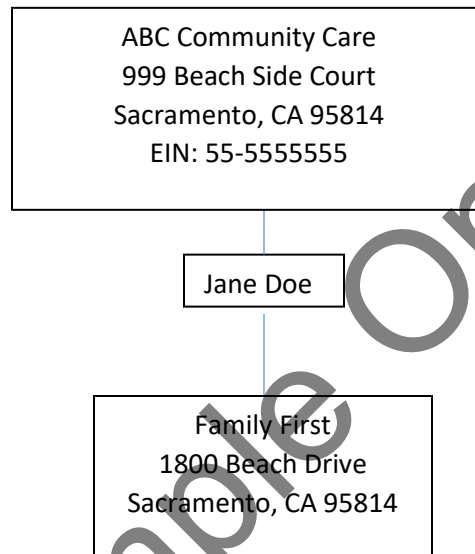 ABC Community Care
999 Beach Side Court
Sacramento, CA 95814
EIN: 55-5555555
Jane Doe
Family First
1800 Beach Drive
Sacramento, CA 95814